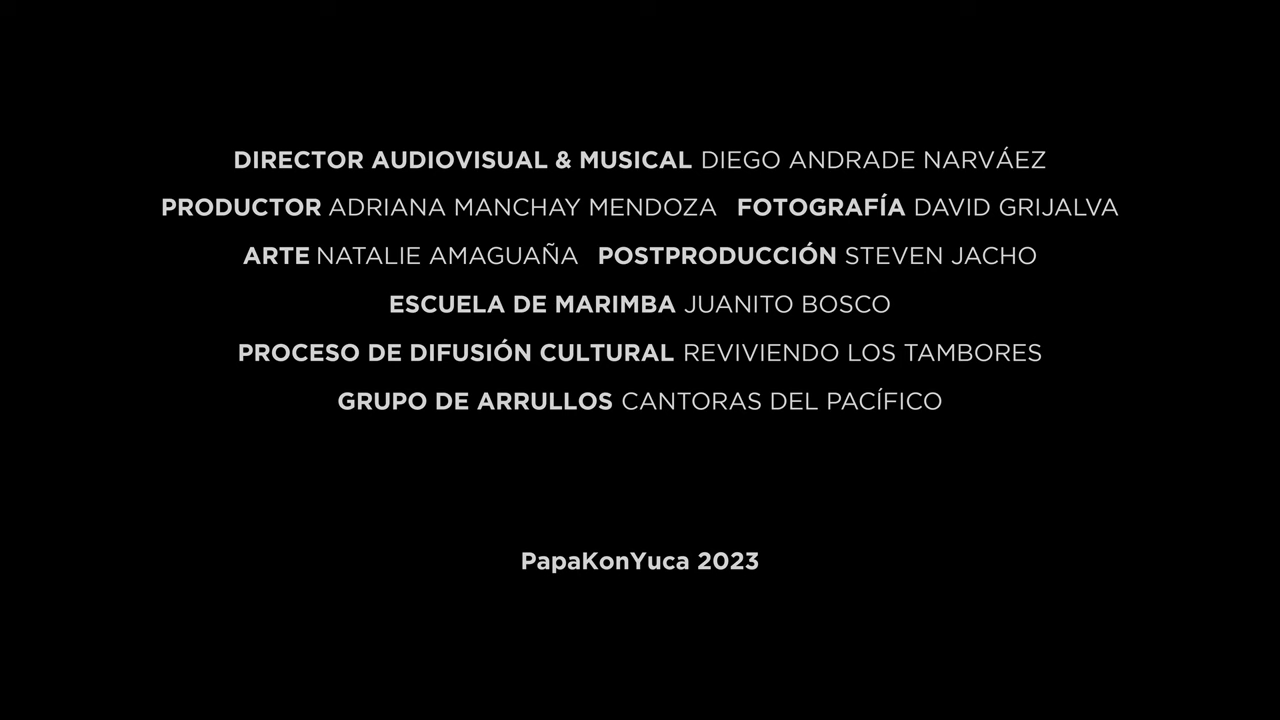 DIRECTOR AUDIOVISUAL & MUSICAL DIEGO ANDRADE NARVÁEZ
PRODUCTOR ADRIANA MANCHAY MENDOZA FOTOGRAFÍA DAVID GRIJALVA
ARTE NATALIE AMAGUAÑA POSTPRODUCCIÓN STEVEN JACHO
ESCUELA DE MARIMBA JUANITO BOSCO
PROCESO DE DIFUSIÓN CULTURAL REVIVIENDO LOS TAMBORES
GRUPO DE ARRULLOS CANTORAS DEL PACÍFICO
PapaKonYuca 2023